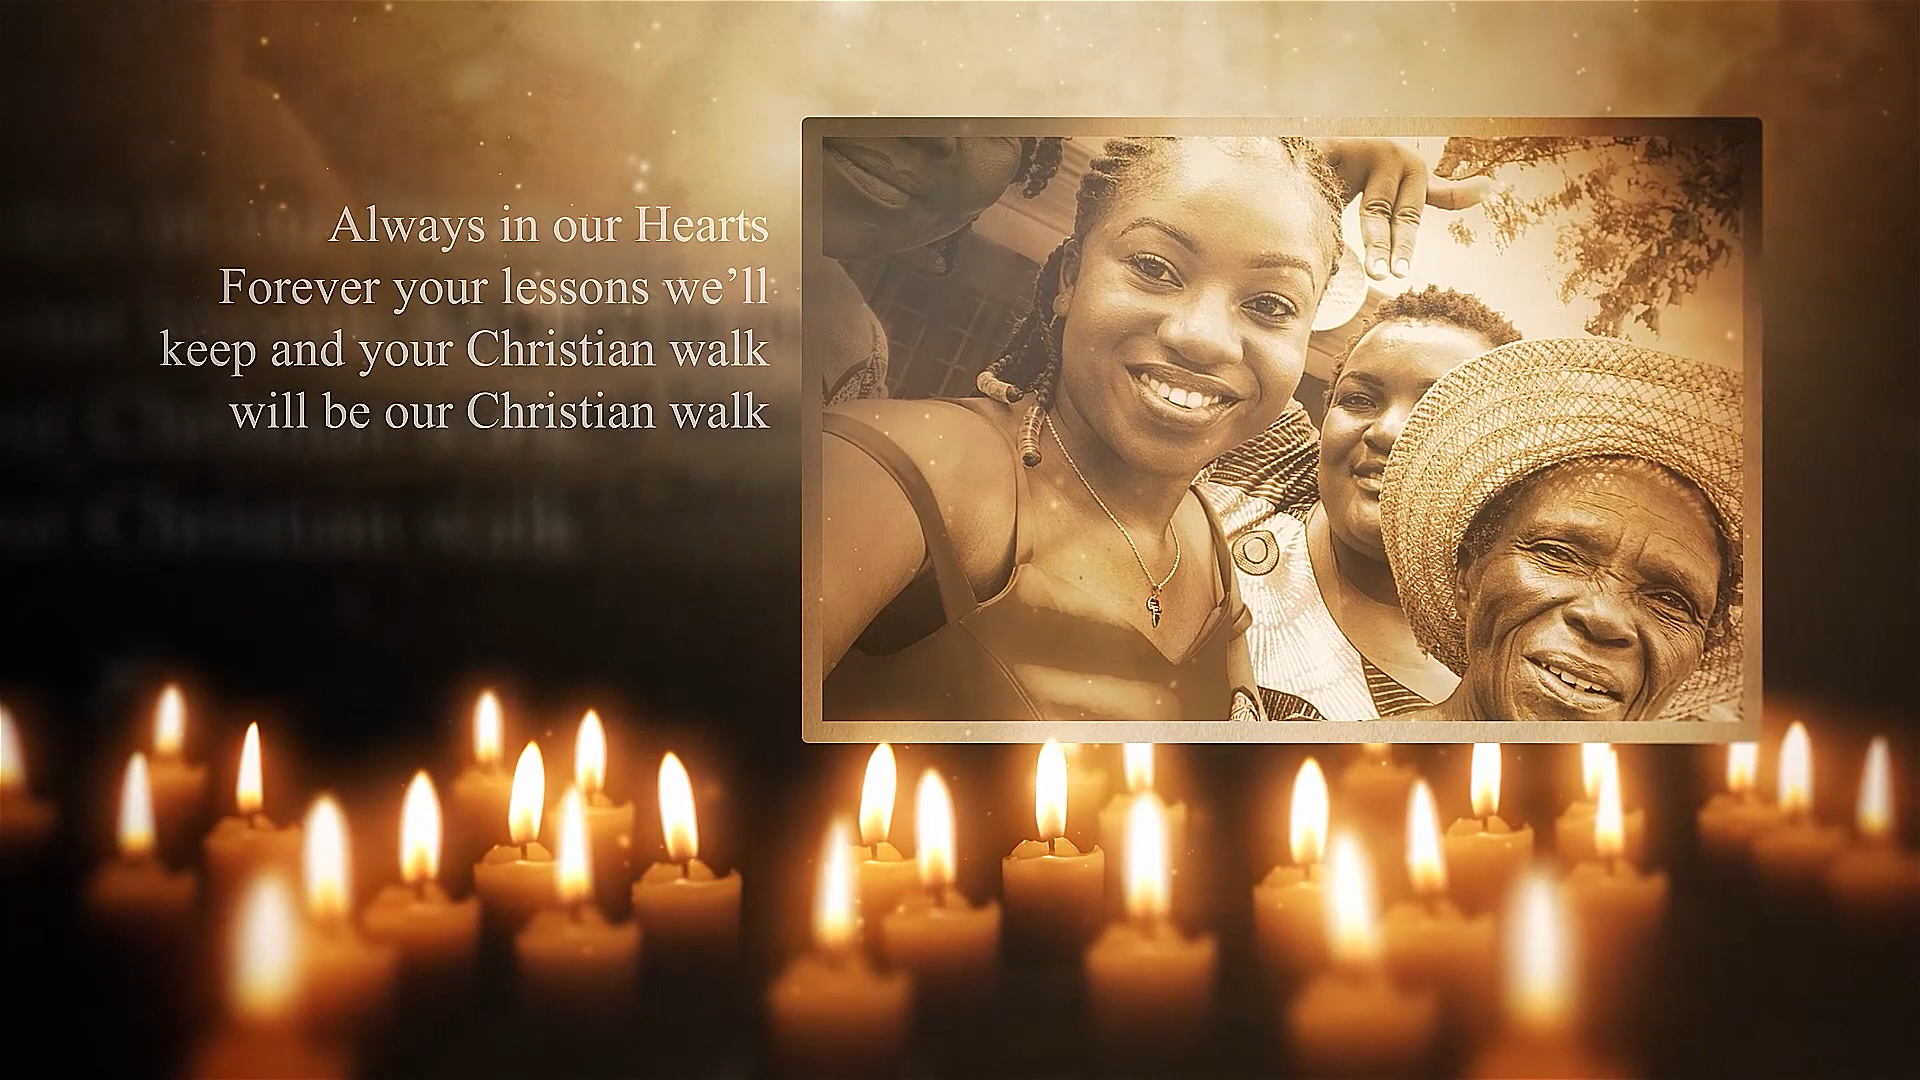 Always in our Hearts
Forever your lessons we’ll
keep and your Christian walk
will be our Christian walk